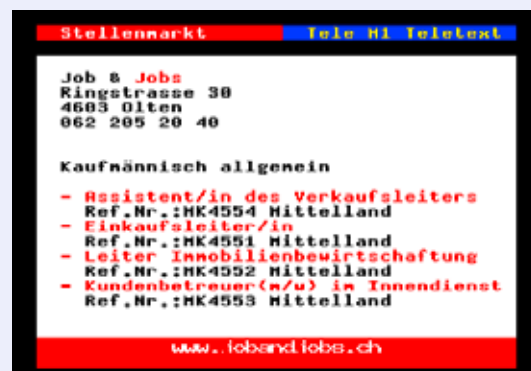 Stellenmarkt Tele H1 Teletext
Job & Jobs
Ringstrasse 30
4603 Olten
062 205 20 40
Kaufmännisch allgemein
- Assistent/in des Verkaufsleiters
Ref.Nr.:MK4554 Mittelland
- Einkaufsleiter/in
Ref.Nr.:MK4551 Mittelland
- Leiter Immobilienbewirtschaftung
Ref.Nr.:MK4552 Mittelland
- Kundenbetreuer(m/w) im Innendienst
Ref.Nr.:MK4553 Mittelland
www.jobandjobs.ch